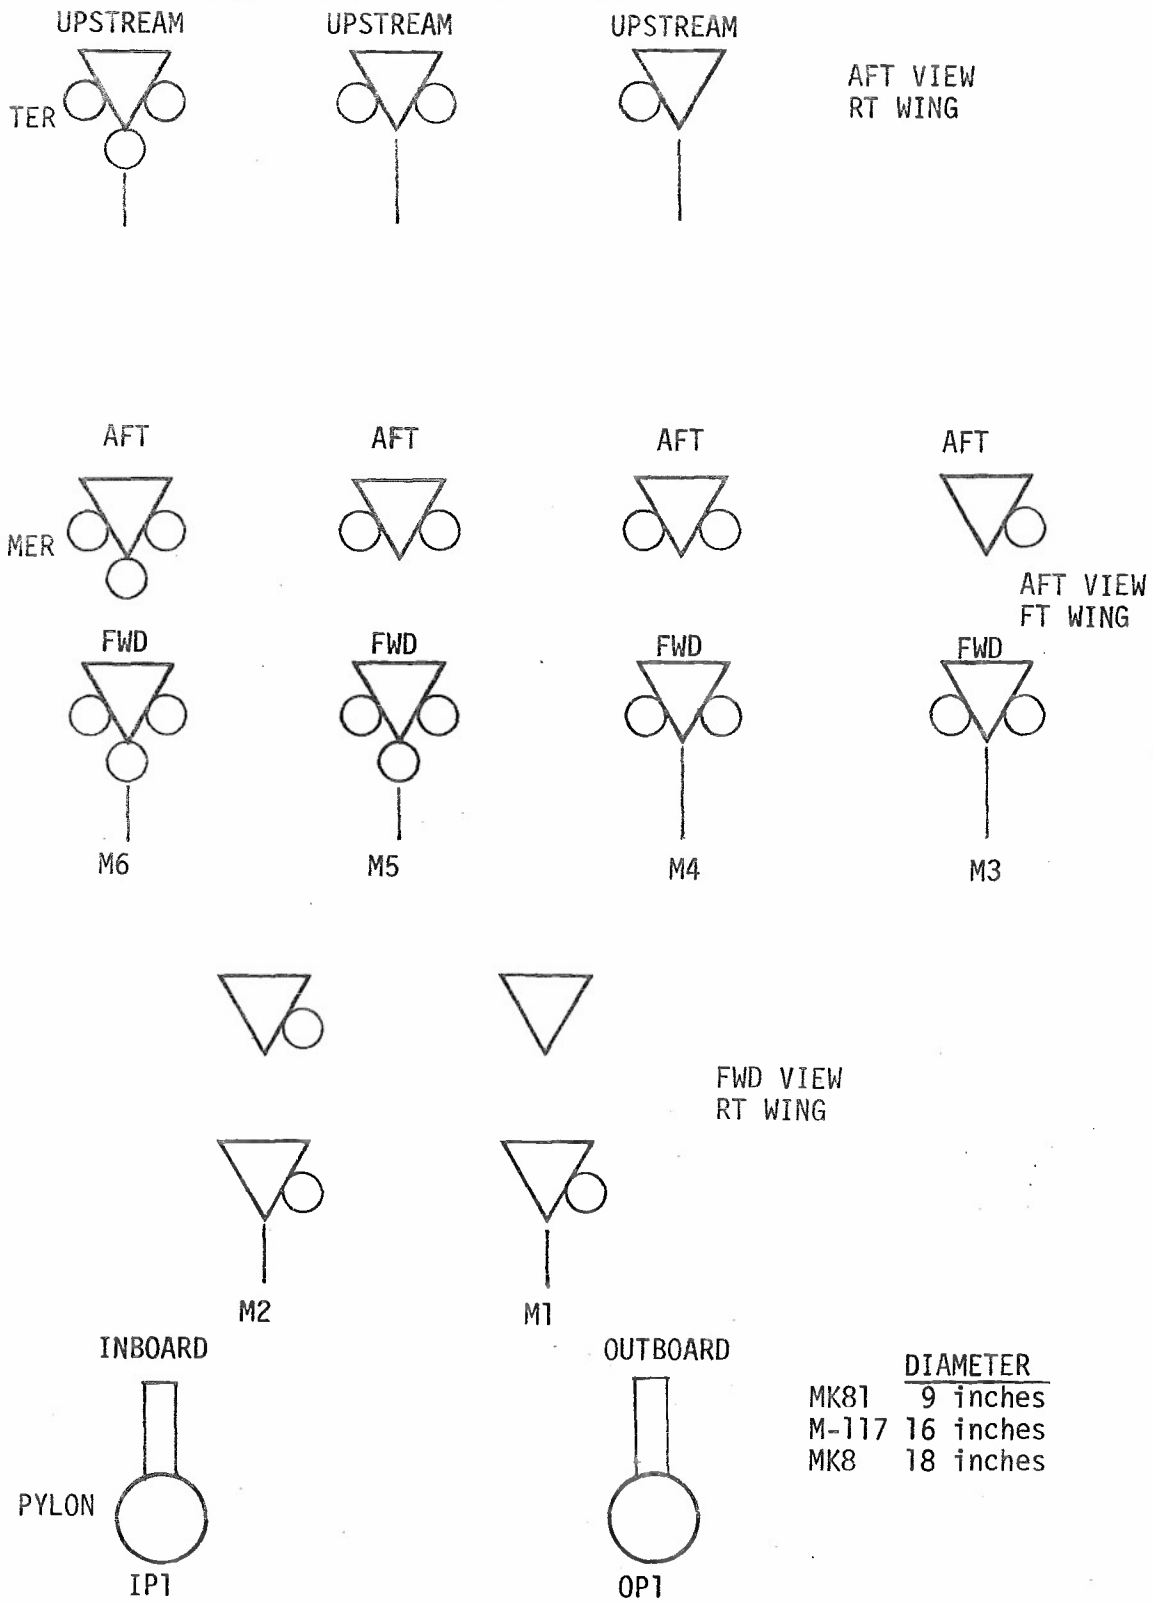 UPSTREAM UPSTREAM UPSTREAM
AFT VIEW
RT WING
TER
AFT AFT AFT AFT
MER
AFT VIEW
FT WING
FWD FWD FWD FWD
M6 M5 M4 M3
FWD VIEW
RT WING
M2 M1
INBOARD OUTBOARD
DIAMETER
MK81 9 inches
M-117 16 inches
MK8 18 inches
PYLON
IP1 OP1